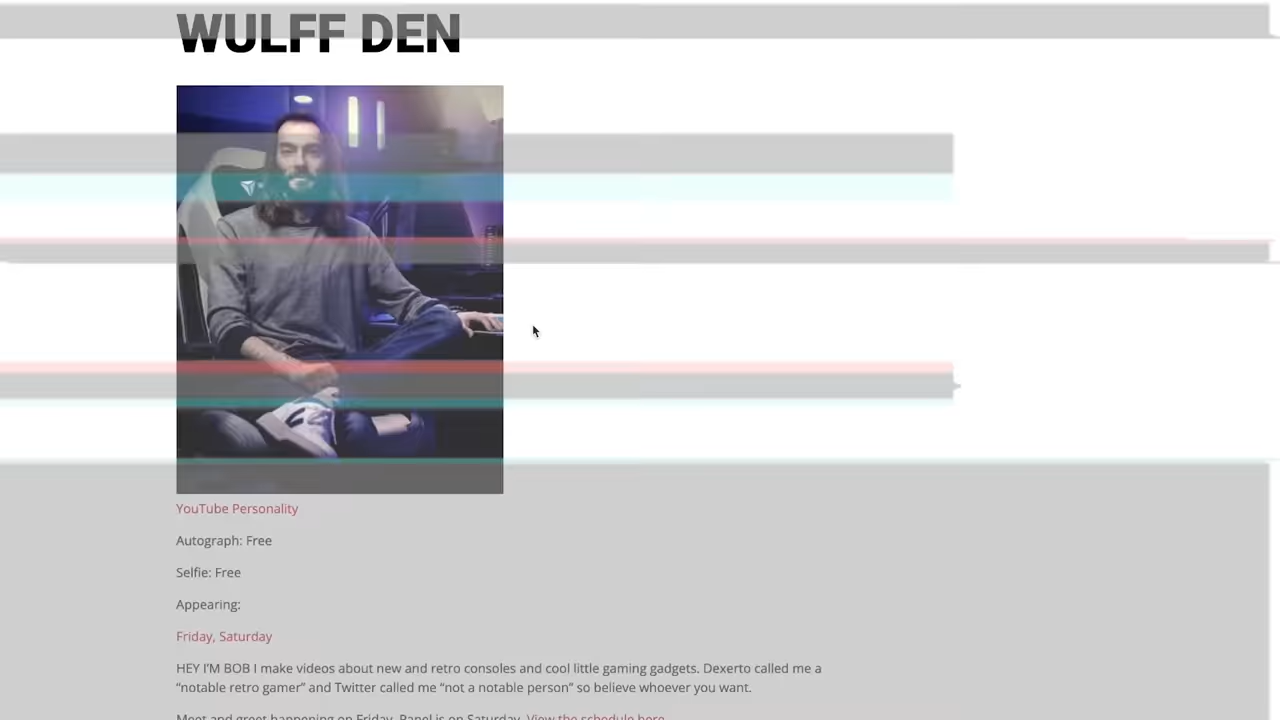 WULFF DEN
YouTube Personality
Autograph: Free
Selfie: Free
Appearing:
Friday, Saturday
HEY I'M BOB I make videos about new and retro consoles and cool little gaming gadgets. Dexerto called me a
“notable retro gamer” and Twitter called me “not a notable person” so believe whoever you want.
Meet and greet happening on Friday. Panel is on Saturday. View the schedule here